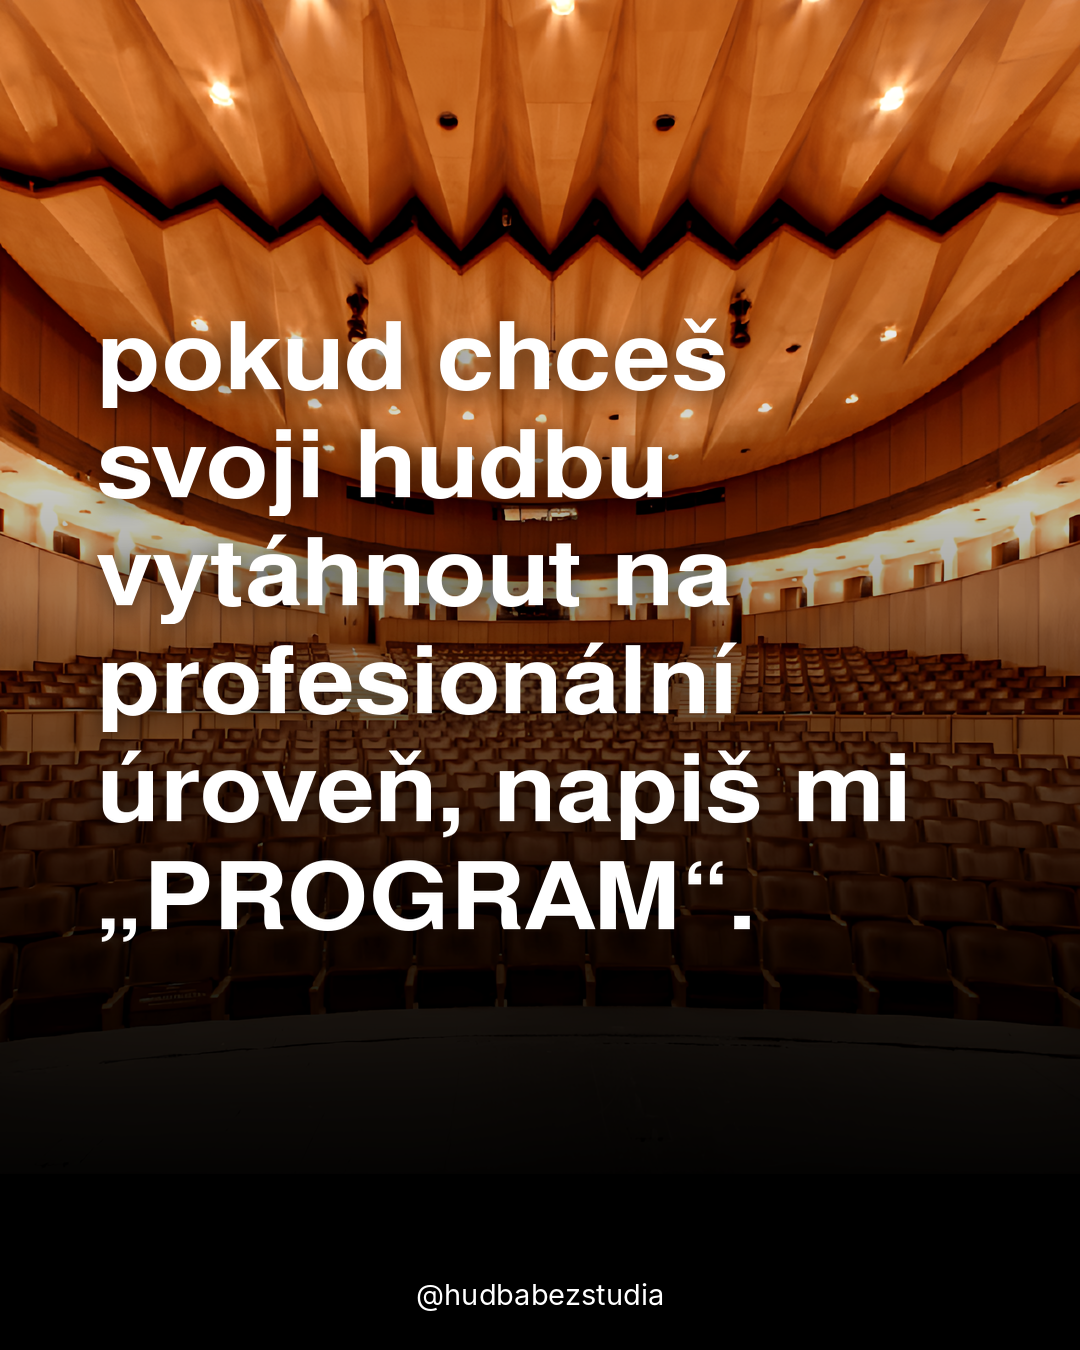 pokud chceš
svoji hudbu
vytáhnout na
profesionální
úroveň, napiš mi
„PROGRAM“.
@hudbabezstudia